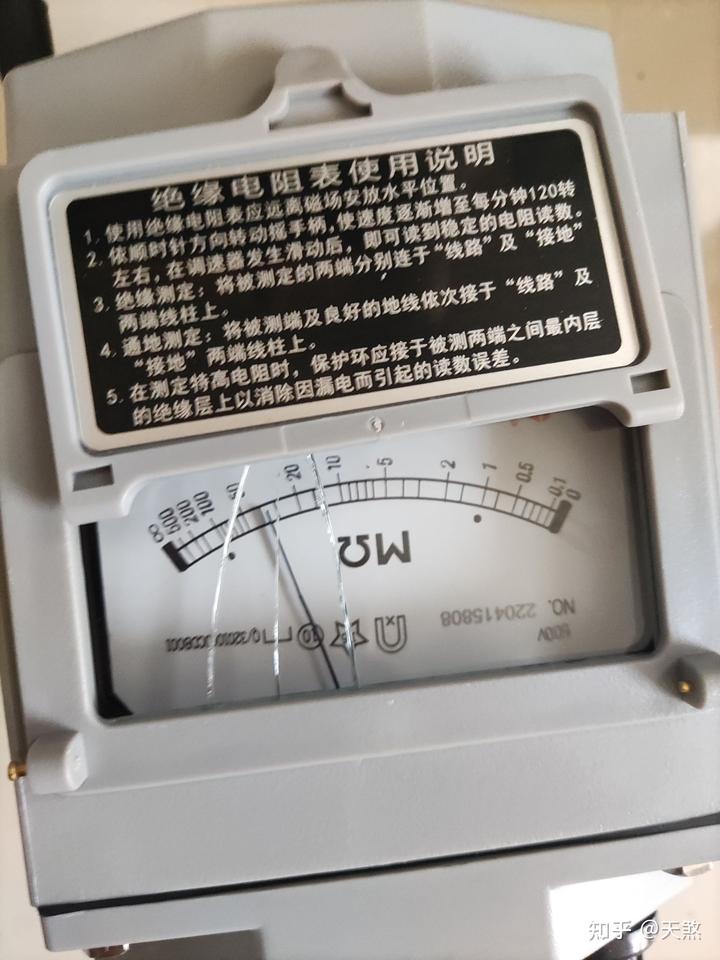 绝缘电阻表使用说明
1. 使用绝缘电阻表应远离磁场安放水平位置。
2. 依顺时针方向转动摇手柄,使速度逐渐增至每分钟120转
左右,在调速器发生滑动后,即可读到稳定的电阻读数。
3. 绝缘测定;将被测定的两端分别连于“线路”及“接地”
两端线柱上。
4. 通地测定;将被测端及良好的地线依次接于“线路”及
“接地”两端线柱上。
5. 在测定特高电阻时,保护环应接于被测两端之间最内层
的绝缘层上以消除因漏电而引起的读数误差。
∞ 500 200 100 50 20 10 5 2 1 0.5 0.1 0
MΩ
NO. 220415808
500V
10
知乎 @天煞